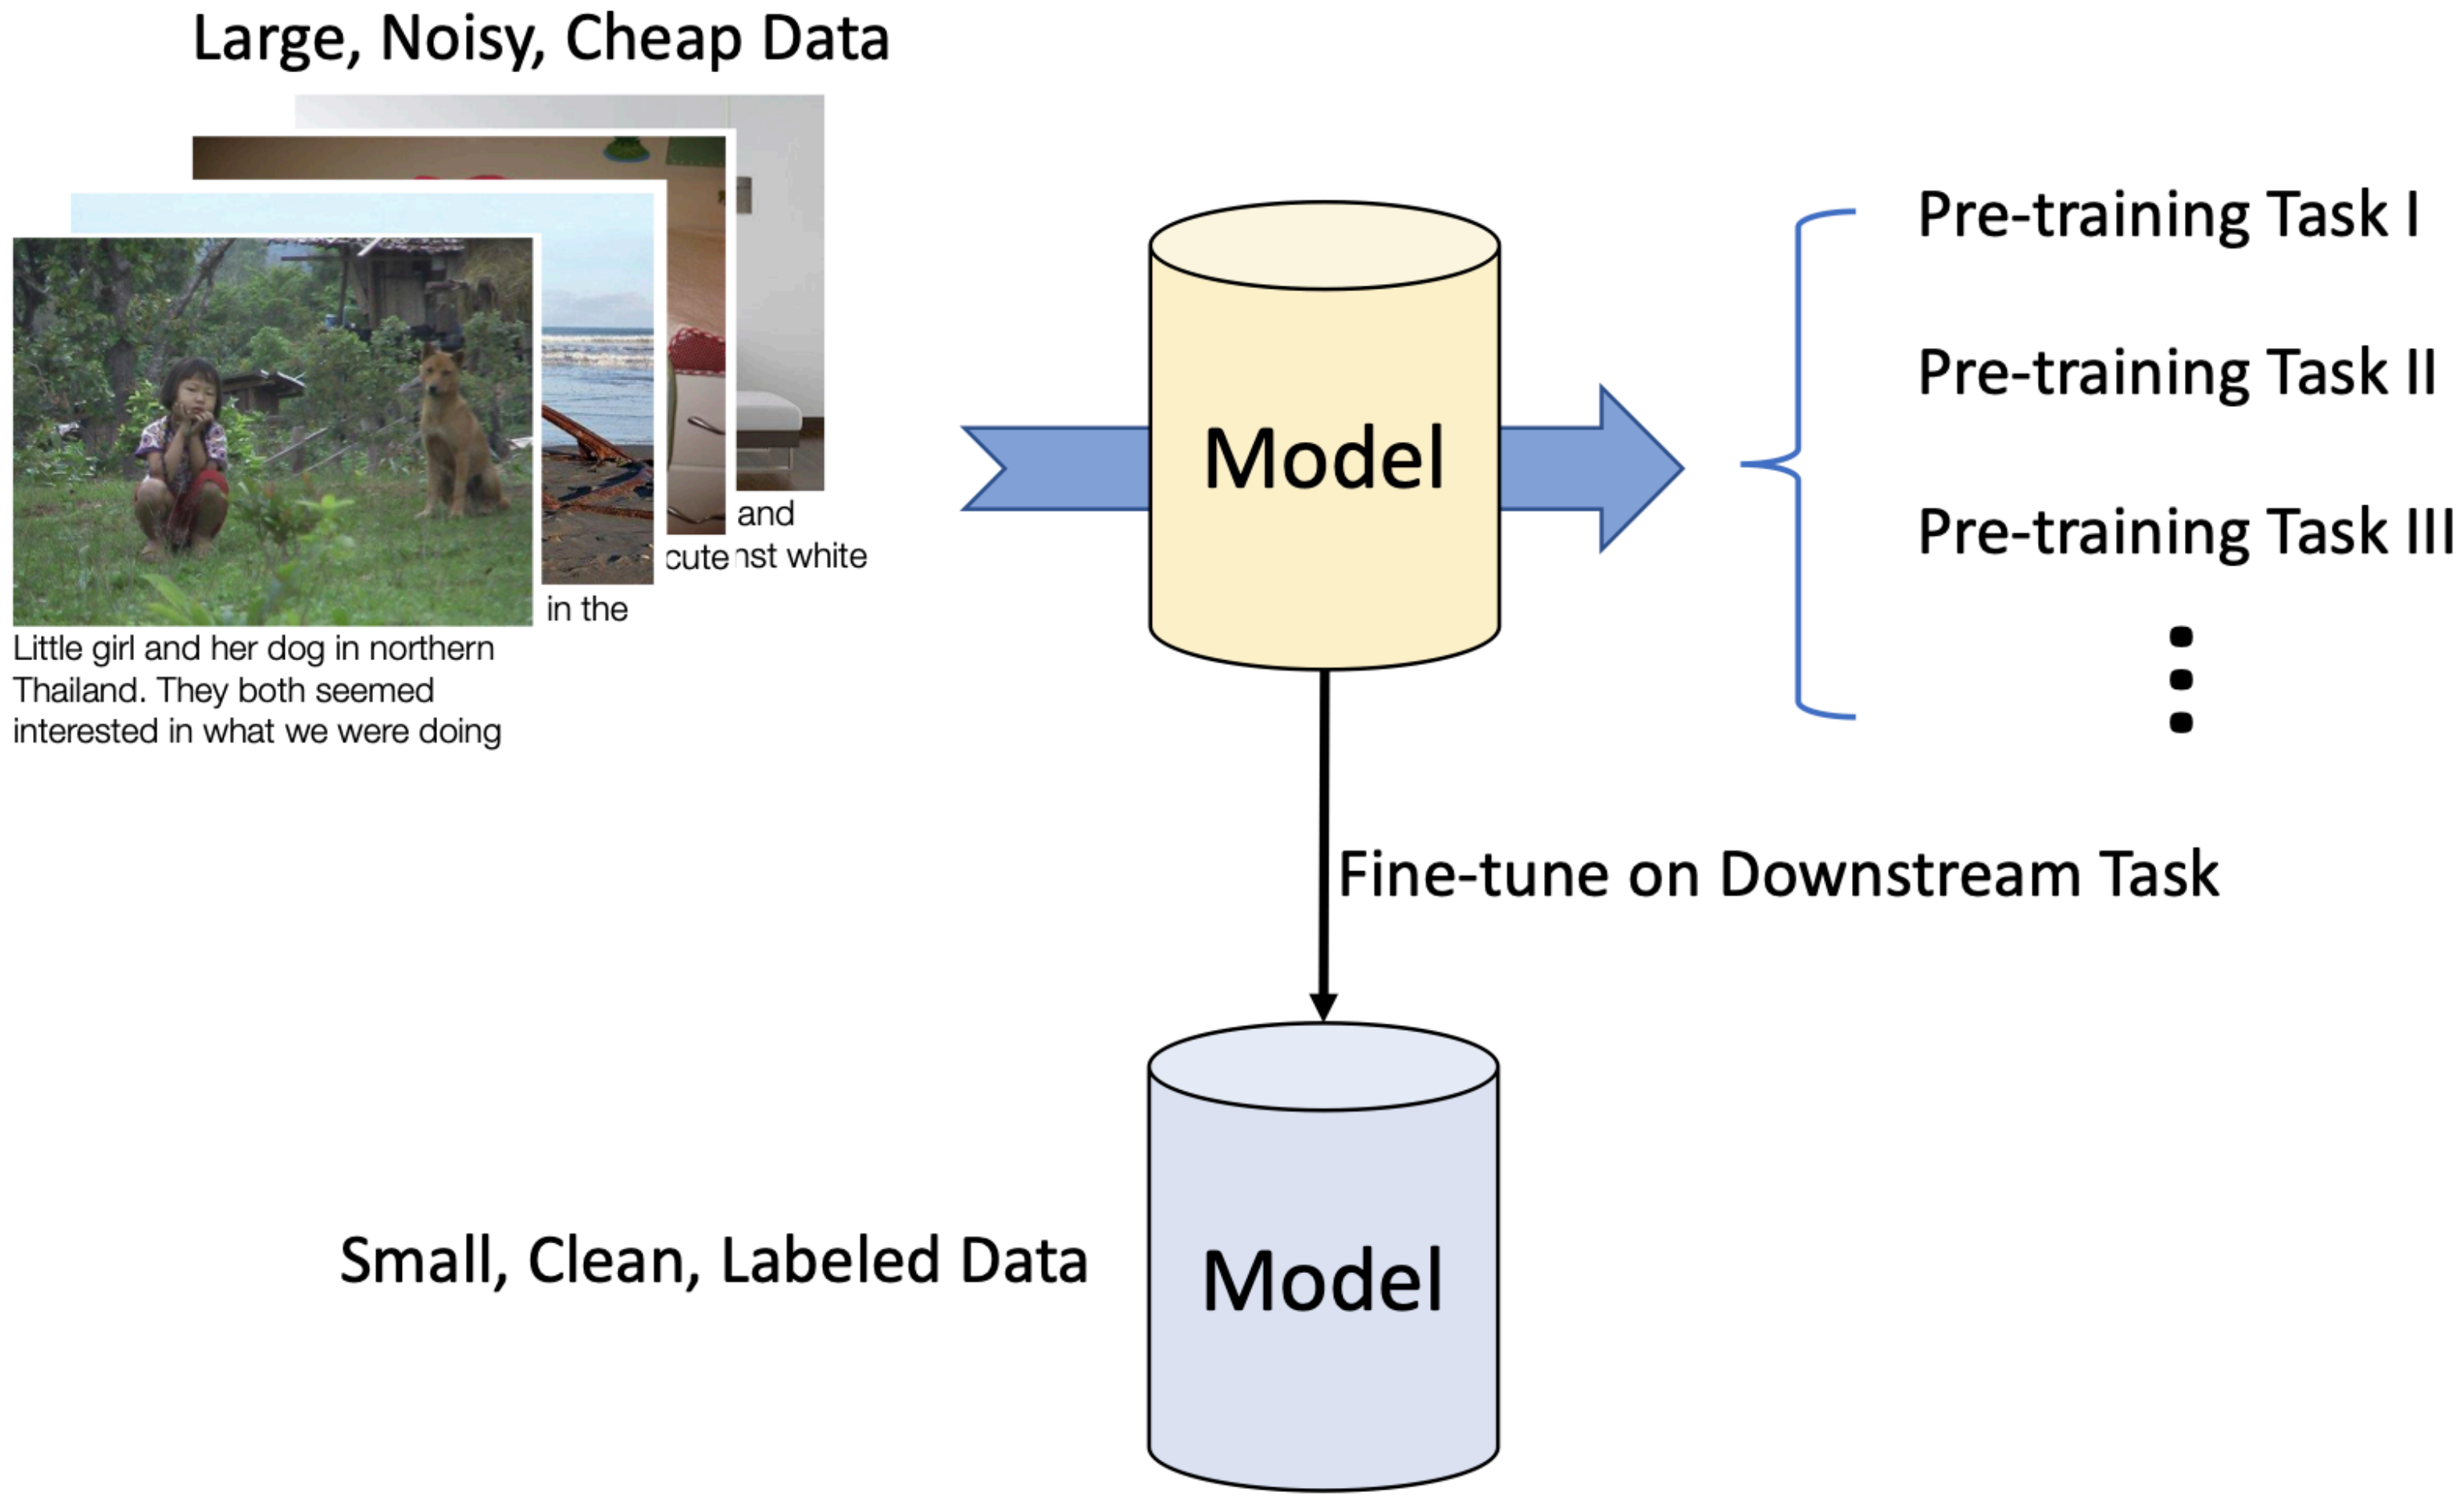 Large, Noisy, Cheap Data
and
cute
nst white
in the
Little girl and her dog in northern
Thailand. They both seemed
interested in what we were doing
Model
Pre-training Task I
Pre-training Task II
Pre-training Task III
Fine-tune on Downstream Task
Small, Clean, Labeled Data
Model